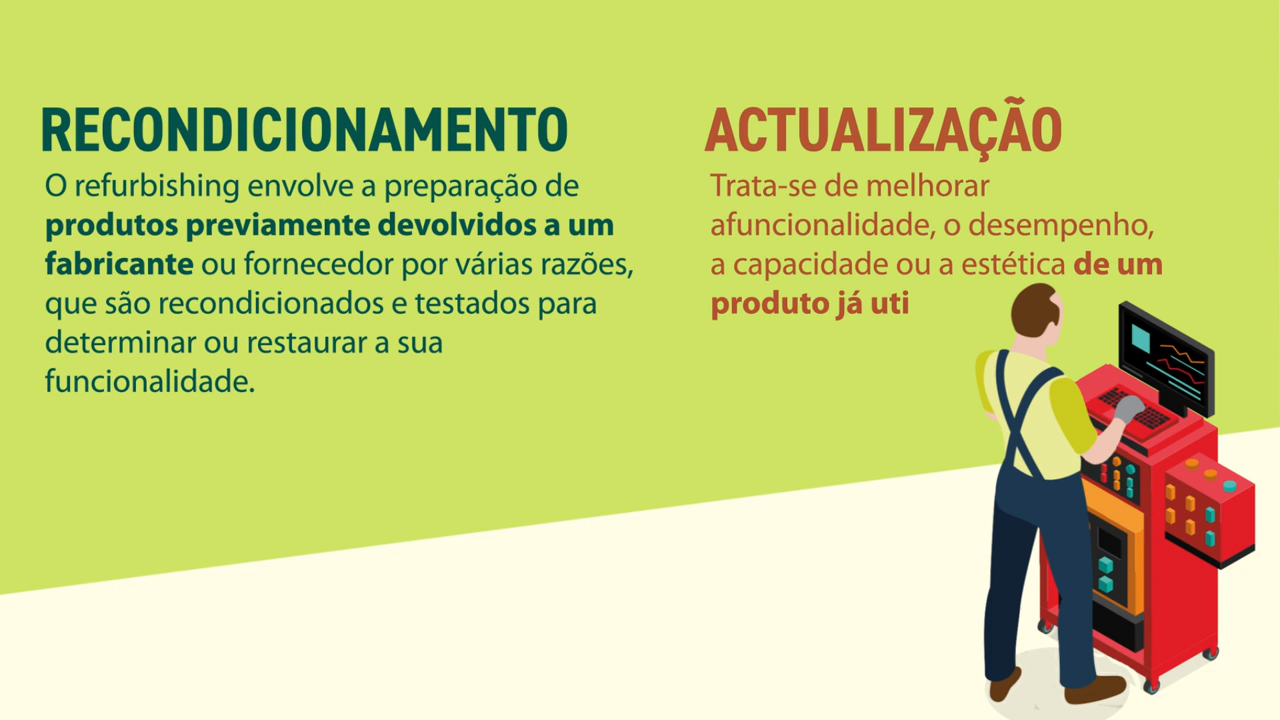 RECONDICIONAMENTO
O refurbishing envolve a preparação de
produtos previamente devolvidos a um
fabricante ou fornecedor por várias razões,
que são recondicionados e testados para
determinar ou restaurar a sua
funcionalidade.
ACTUALIZAÇÃO
Trata-se de melhorar
afuncionalidade, o desempenho,
a capacidade ou a estética de um
produto já uti